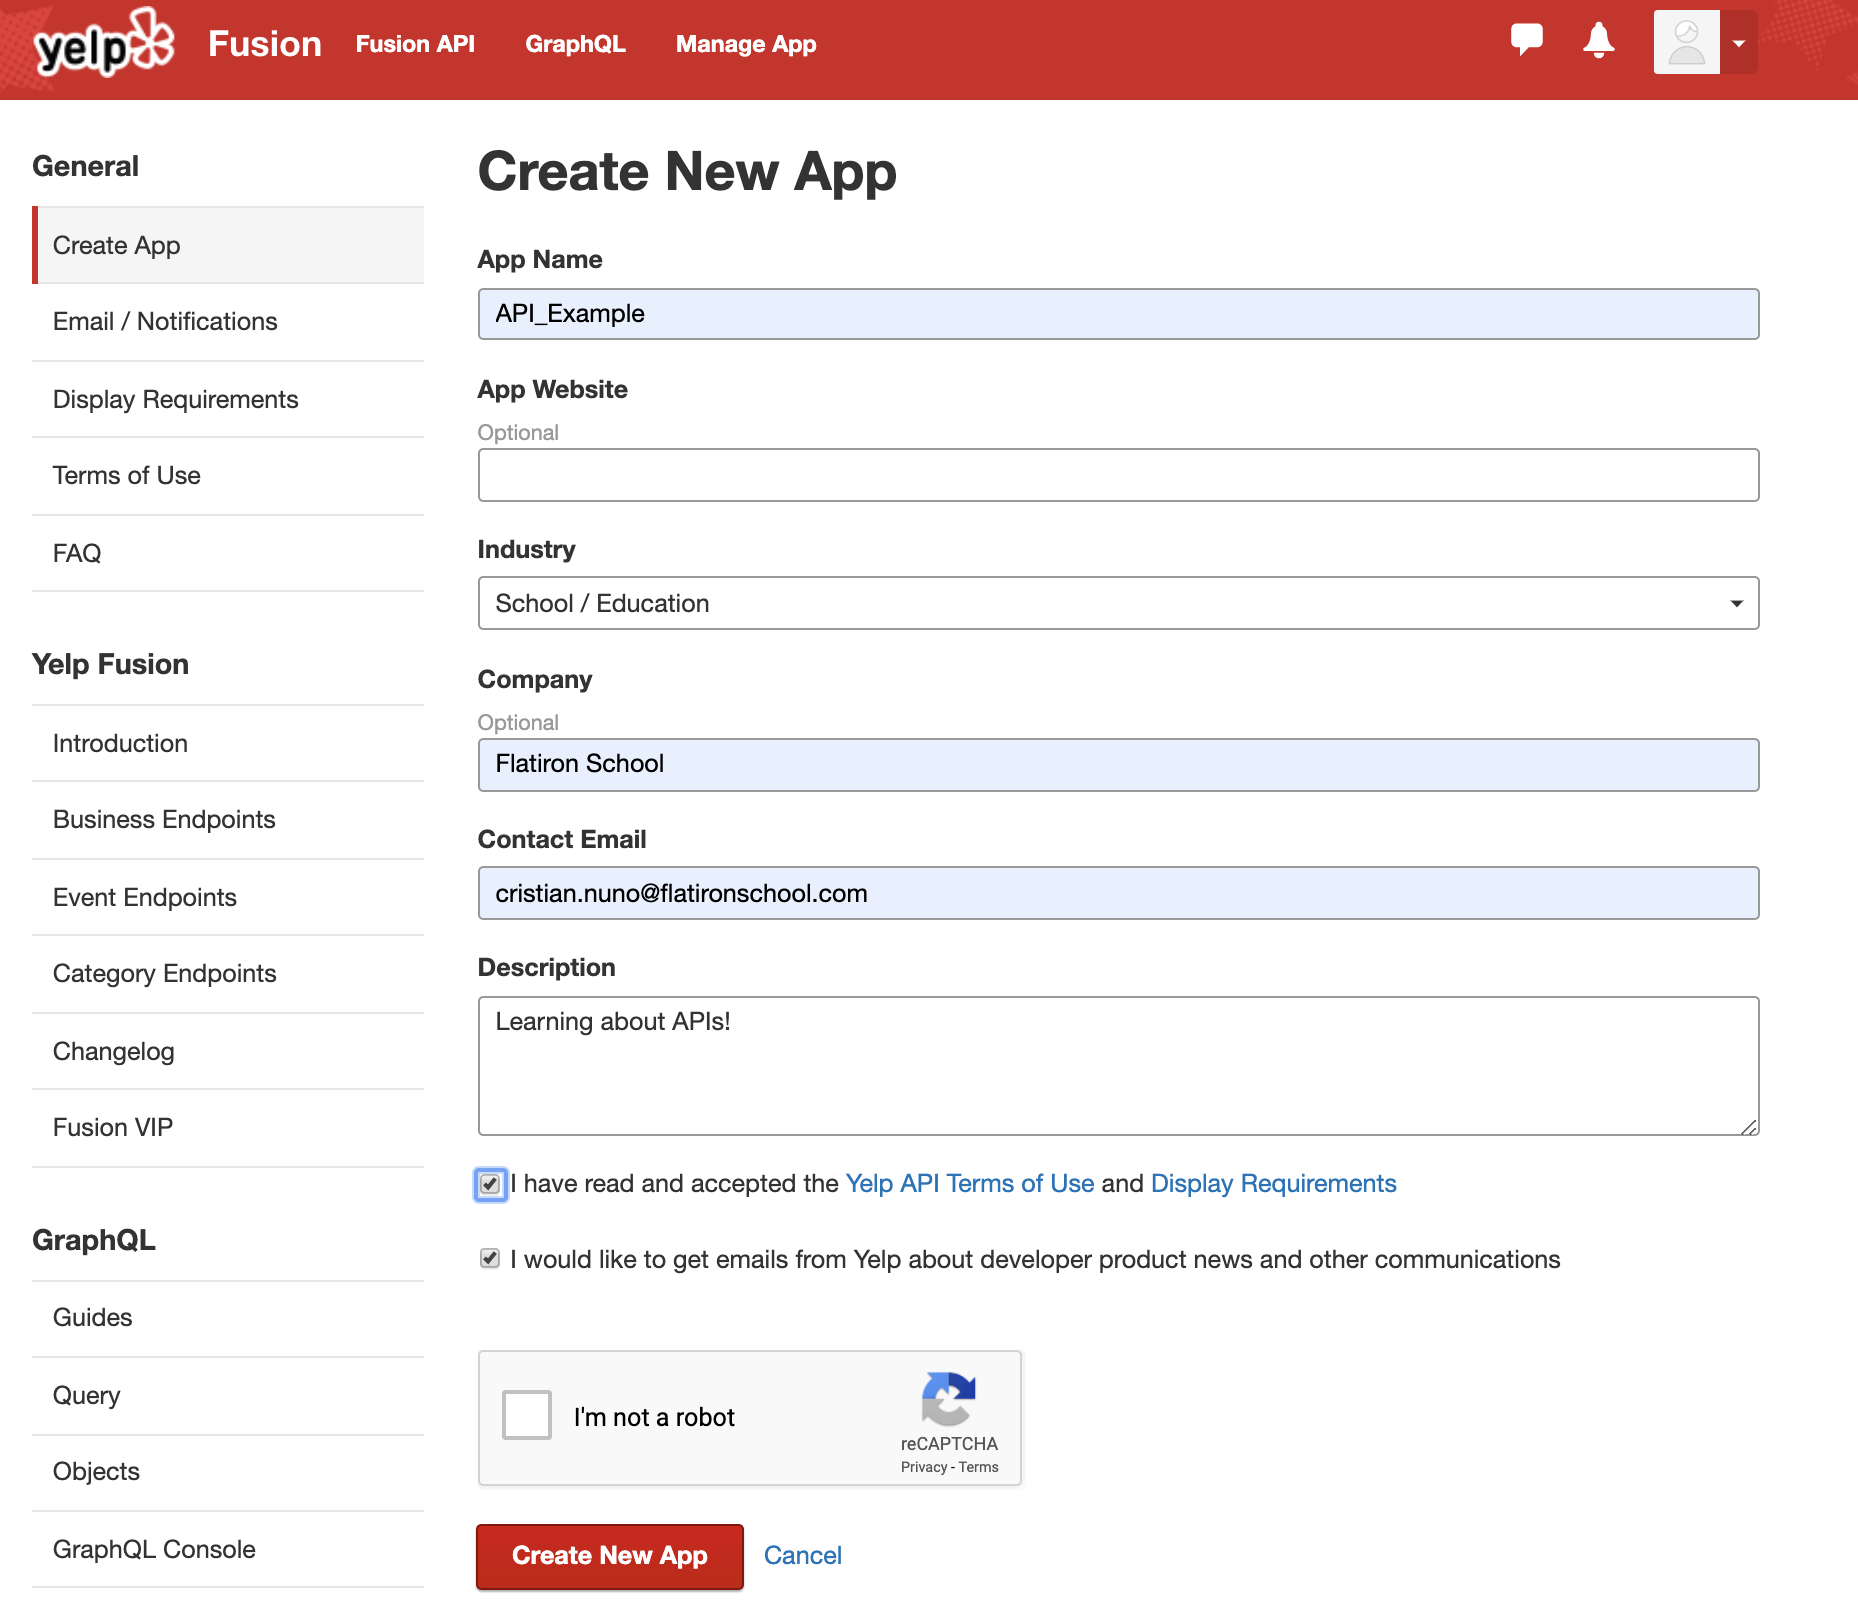 yelp Fusion Fusion API GraphQL Manage App
General
Create App
Email / Notifications
Display Requirements
Terms of Use
FAQ
Yelp Fusion
Introduction
Business Endpoints
Event Endpoints
Category Endpoints
Changelog
Fusion VIP
GraphQL
Guides
Query
Objects
GraphQL Console
Create New App
App Name
API_Example
App Website
Optional
Industry
School / Education
Company
Optional
Flatiron School
Contact Email
cristian.nuno@flatironschool.com
Description
Learning about APIs!
I have read and accepted the Yelp API Terms of Use and Display Requirements
I would like to get emails from Yelp about developer product news and other communications
I'm not a robot
reCAPTCHA
Privacy - Terms
Create New App Cancel